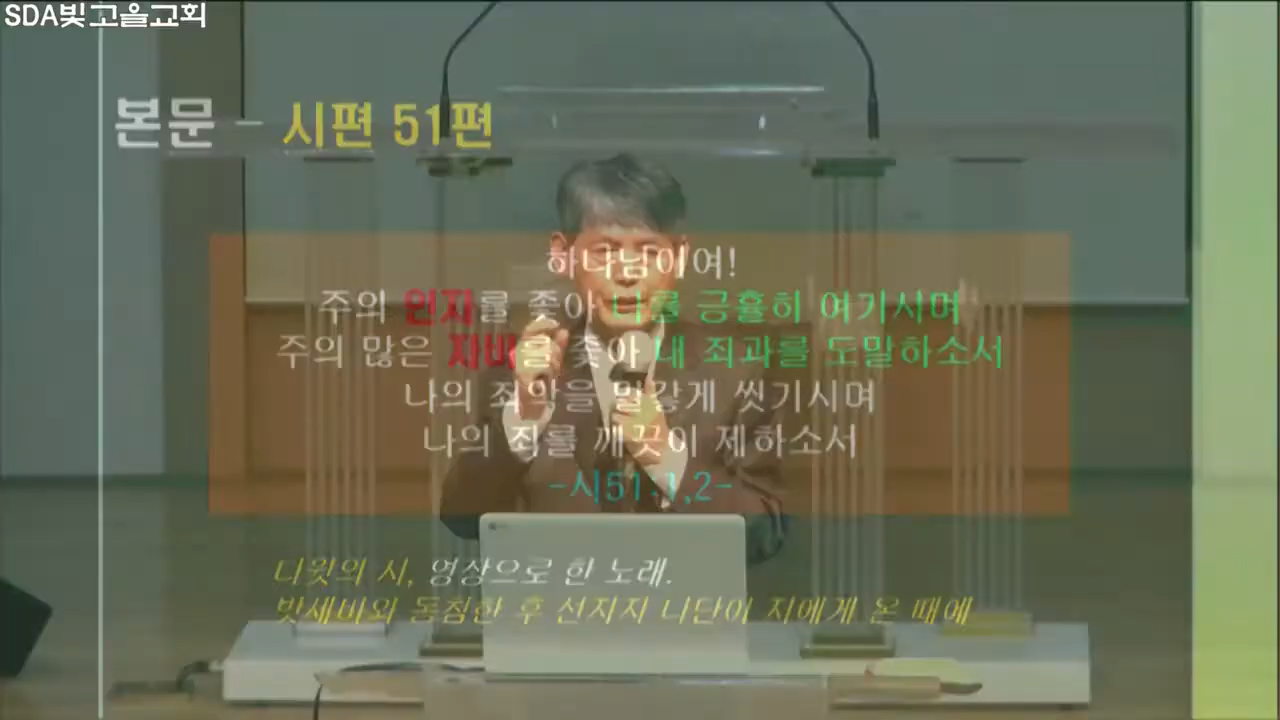 SDA빛고을교회
본문 - 시편 51편
하나님이여!
주의 인자를 좇아 나를 긍휼히 여기시며
주의 많은 자비를 좇아 내 죄과를 도말하소서
나의 죄악을 말갛게 씻기시며
나의 죄를 깨끗이 제하소서
-시51:1,2-
다윗의 시, 영장으로 한 노래.
밧세바와 동침한 후 선지자 나단이 저에게 온 때에